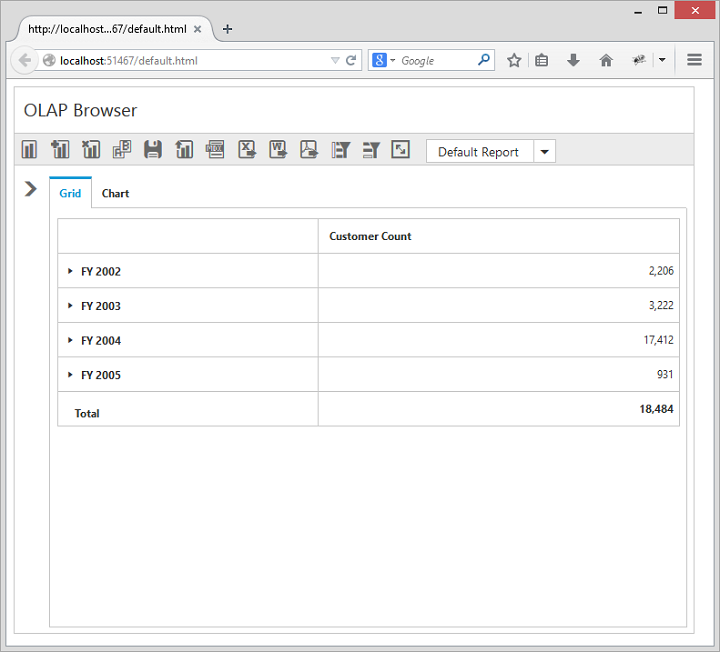 http://localhost...67/default.html
localhost:51467/default.html
Google
OLAP Browser
MDX
Default Report
Grid Chart
Customer Count
FY 2002 2,206
FY 2003 3,222
FY 2004 17,412
FY 2005 931
Total 18,484